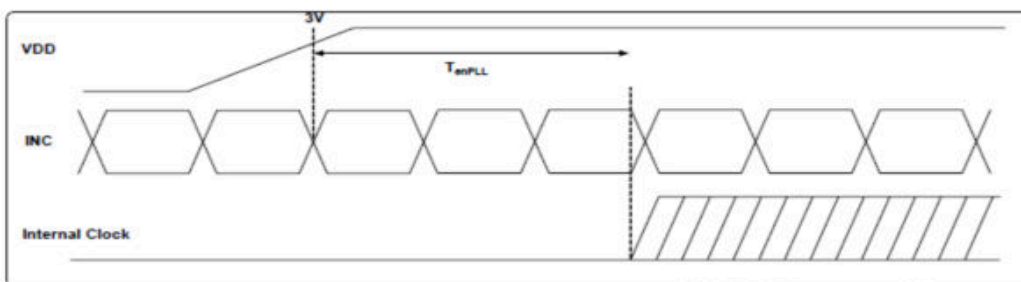 3V
VDD
TenPLL
INC
Internal Clock